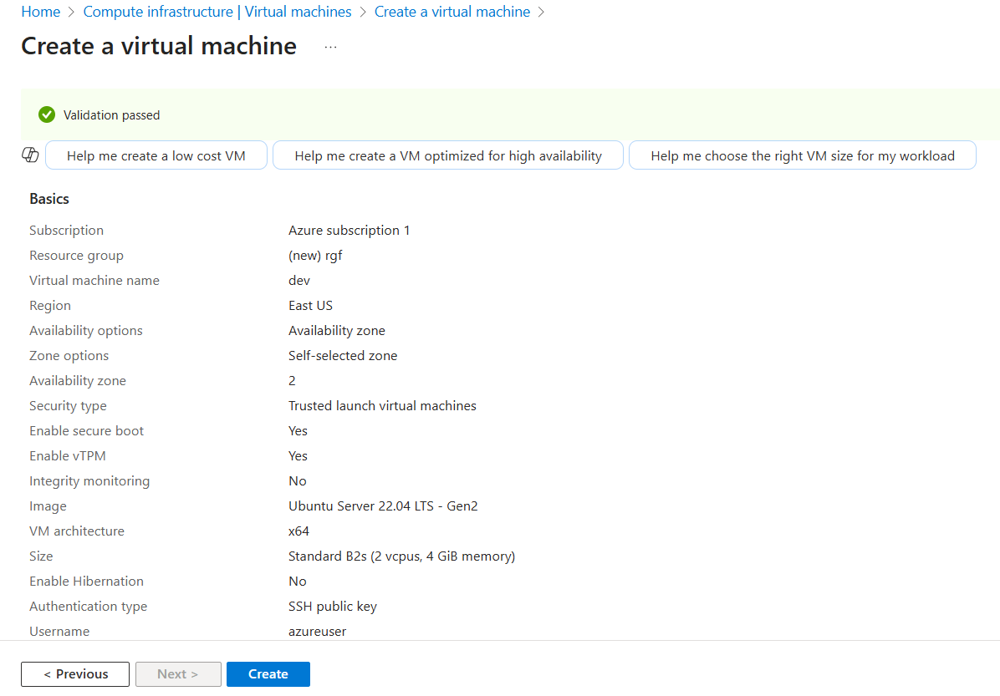 Home > Compute infrastructure | Virtual machines > Create a virtual machine >
Create a virtual machine ...
Validation passed
Help me create a low cost VM Help me create a VM optimized for high availability Help me choose the right VM size for my workload
Basics
Subscription Azure subscription 1
Resource group (new) rgf
Virtual machine name dev
Region East US
Availability options Availability zone
Zone options Self-selected zone
Availability zone 2
Security type Trusted launch virtual machines
Enable secure boot Yes
Enable vTPM Yes
Integrity monitoring No
Image Ubuntu Server 22.04 LTS - Gen2
VM architecture x64
Size Standard B2s (2 vcpus, 4 GiB memory)
Enable Hibernation No
Authentication type SSH public key
Username azureuser
< Previous Next > Create